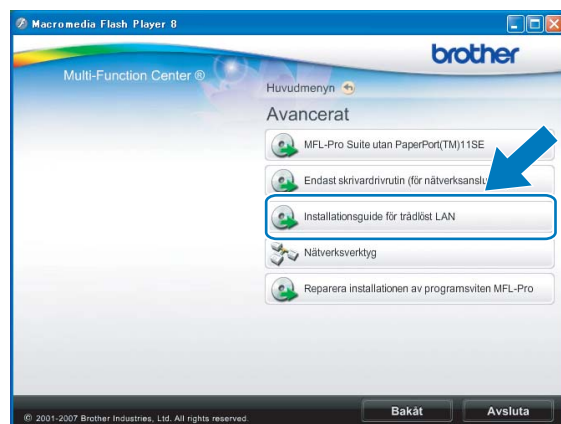 Macromedia Flash Player 8
brother
Multi-Function Center ®
Huvudmenyn
Avancerat
MFL-Pro Suite utan PaperPort(TM)11SE
Endast skrivardrivrutin (för
Installationsguide för trådlöst LAN
Nätverksverktyg
Reparera installationen av programsviten MFL-Pro
© 2001-2007 Brother Industries, Ltd. All rights reserved.
Bakåt
Avsluta